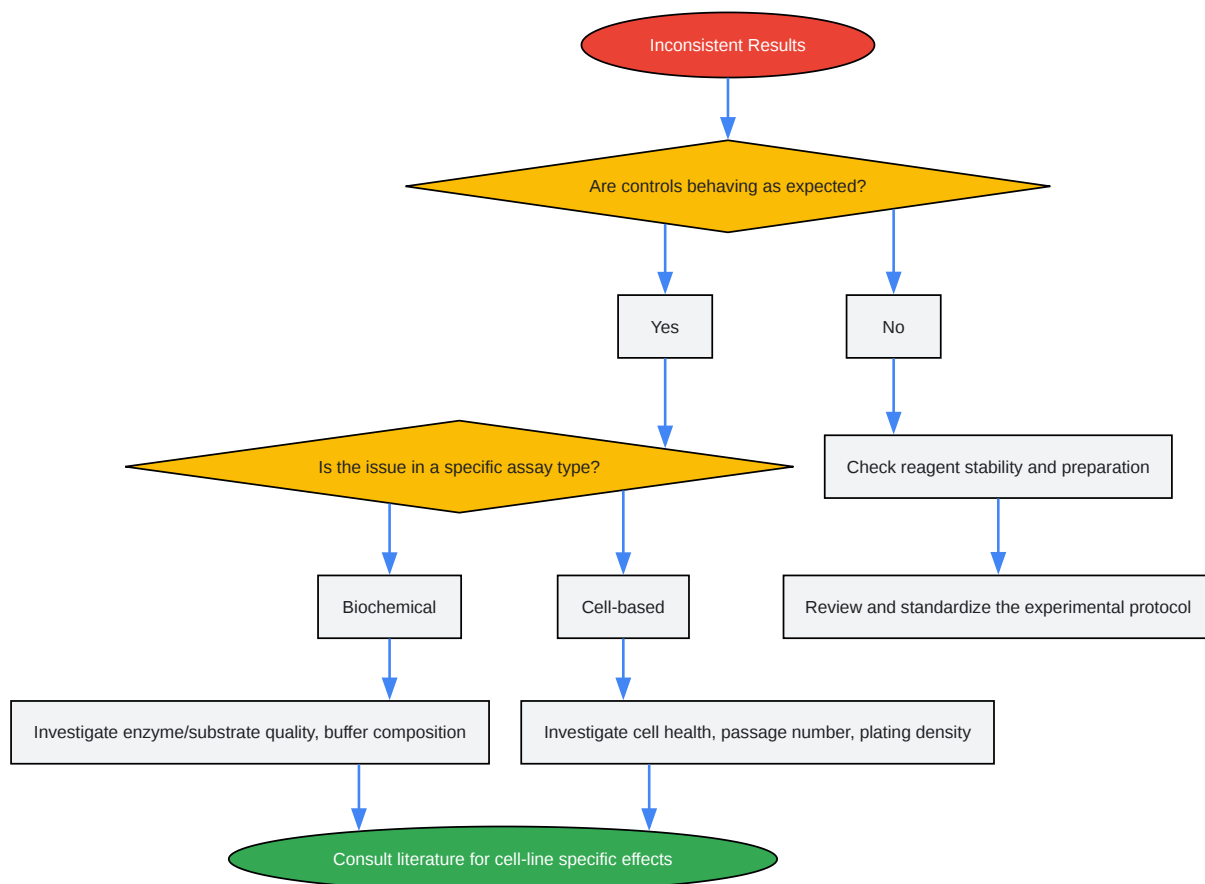 Inconsistent Results
Are controls behaving as expected?
Yes
No
Is the issue in a specific assay type?
Check reagent stability and preparation
Biochemical
Cell-based
Review and standardize the experimental protocol
Investigate enzyme/substrate quality, buffer composition
Investigate cell health, passage number, plating density
Consult literature for cell-line specific effects